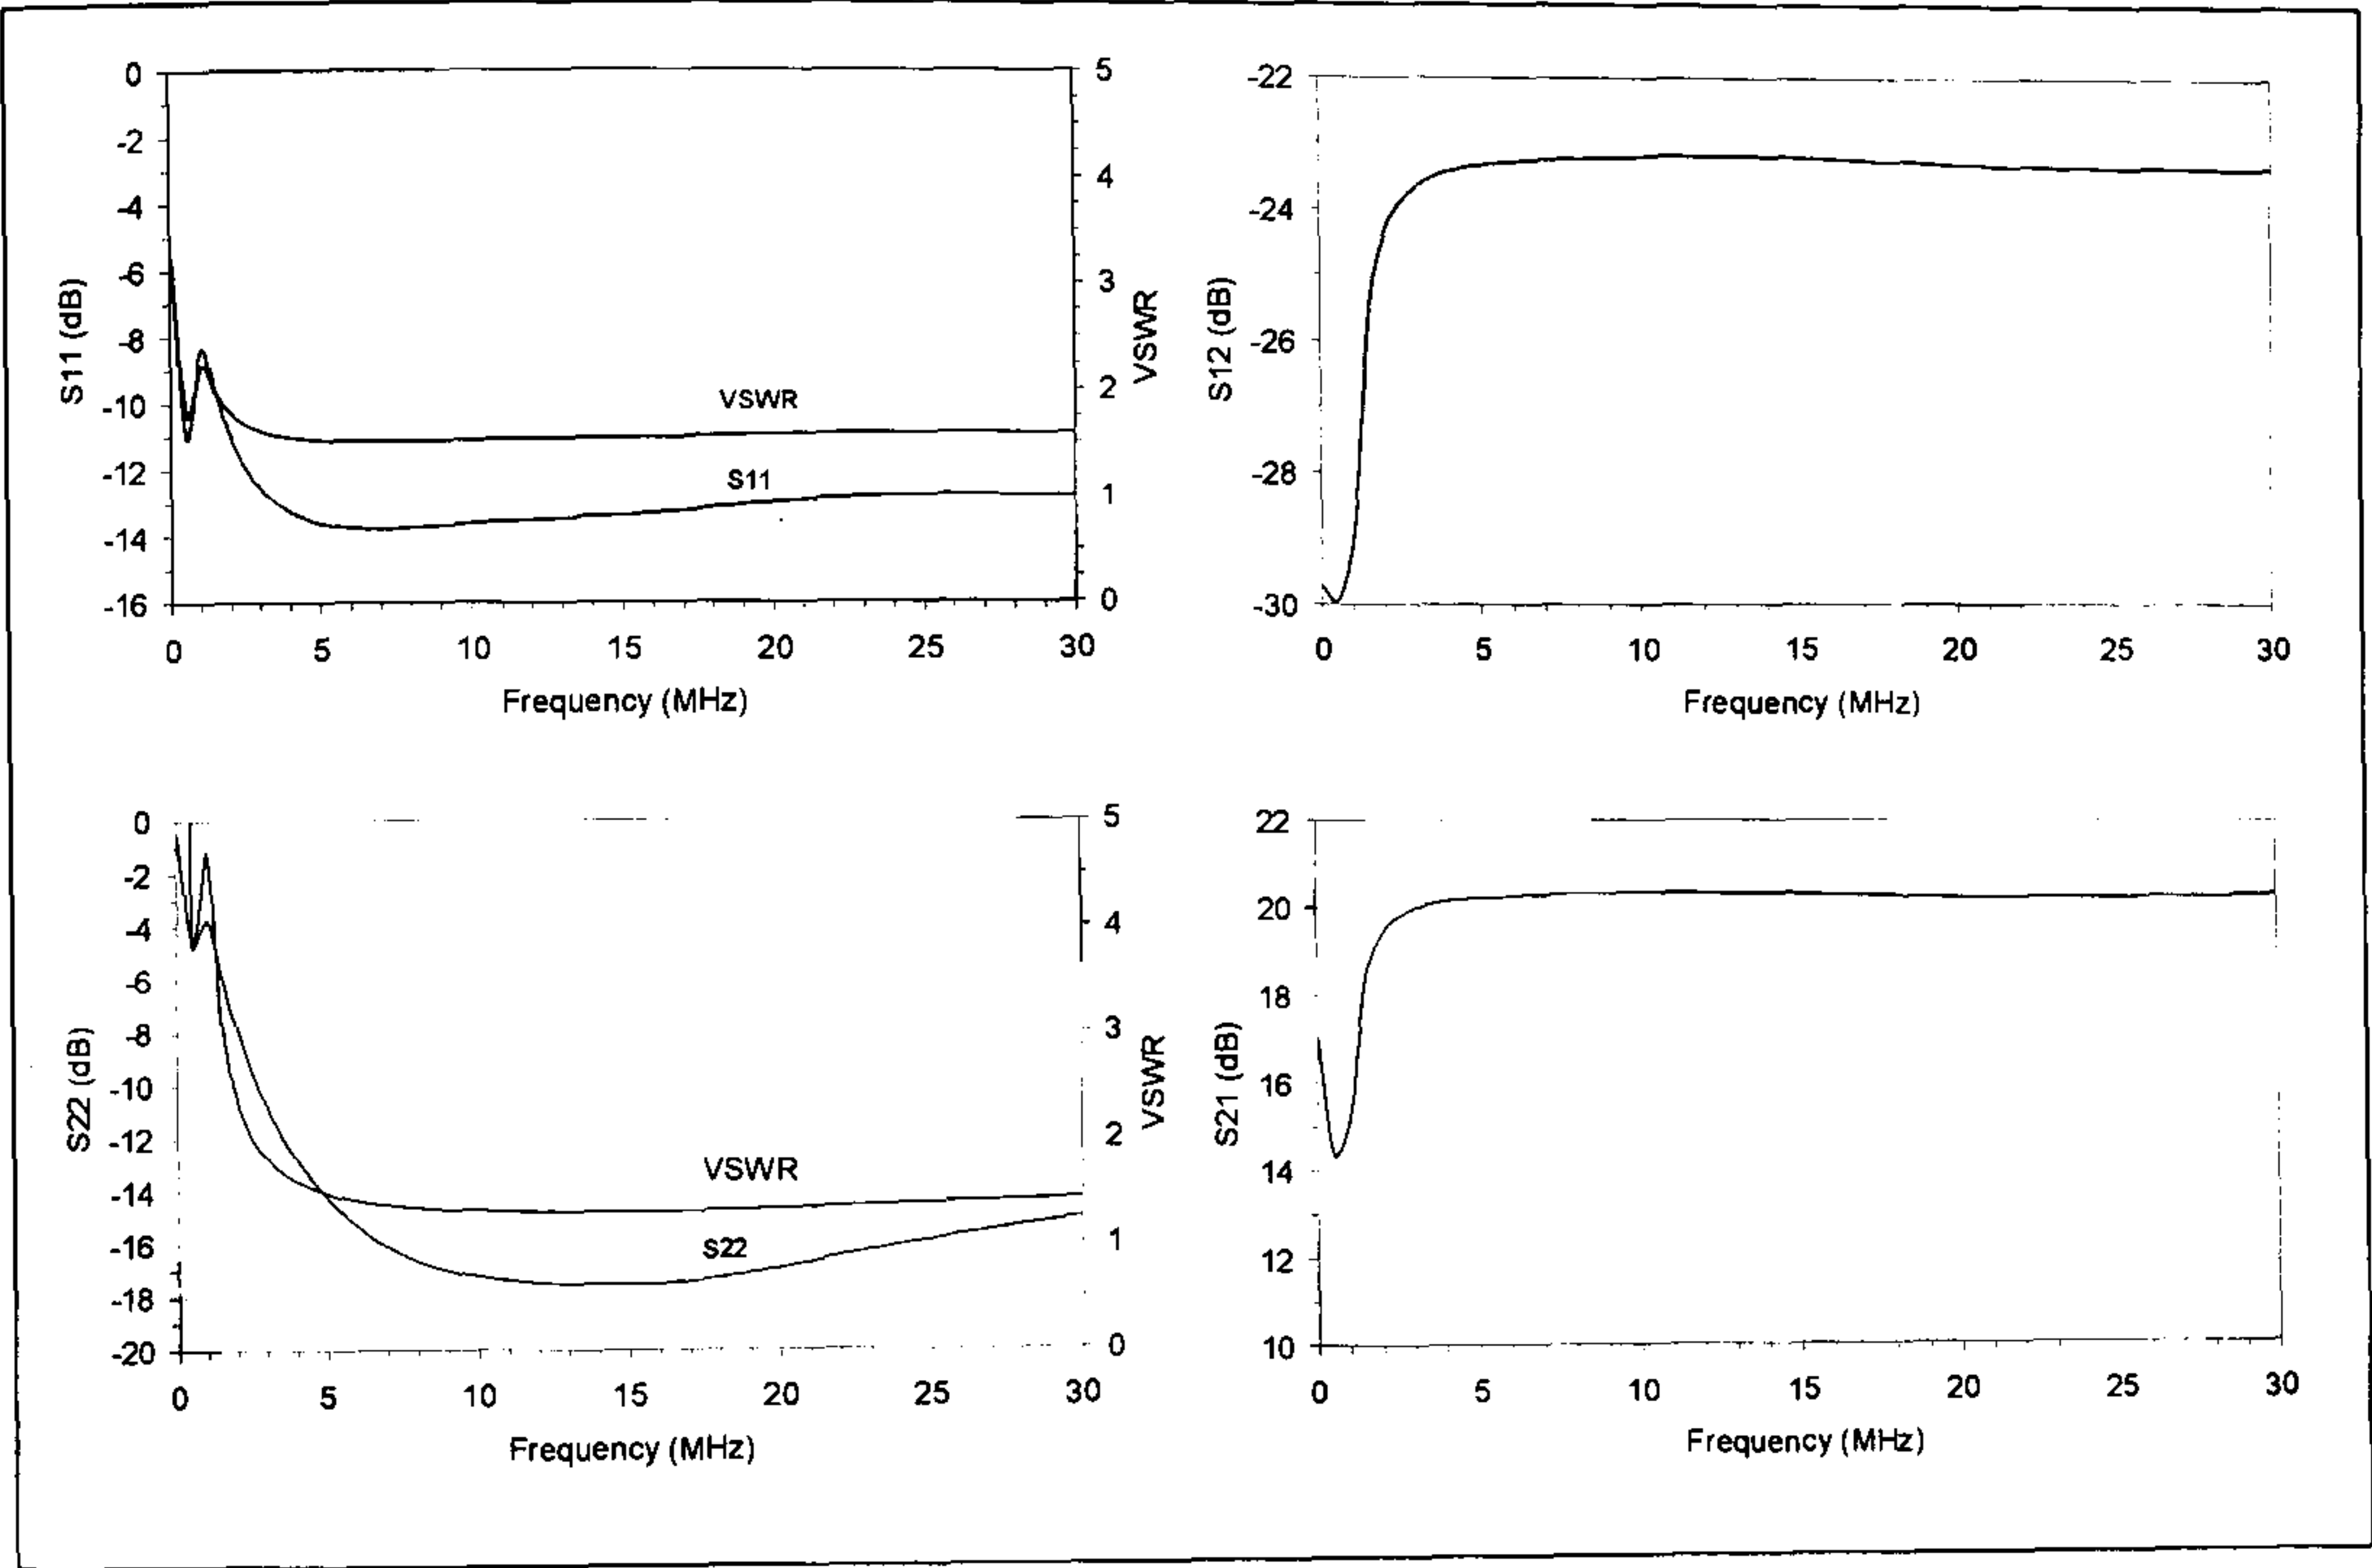 0
-2
-4
-6
-8
-10
-12
-14
-16
S11 (dB)
5
4
3
2
1
0
VSWR
VSWR
S11
0 5 10 15 20 25 30
Frequency (MHz)
-22
-24
-26
-28
-30
S12 (dB)
0 5 10 15 20 25 30
Frequency (MHz)
0
-2
-4
-6
-8
-10
-12
-14
-16
-18
-20
S22 (dB)
5
4
3
2
1
0
VSWR
VSWR
S22
0 5 10 15 20 25 30
Frequency (MHz)
22
20
18
16
14
12
10
S21 (dB)
0 5 10 15 20 25 30
Frequency (MHz)